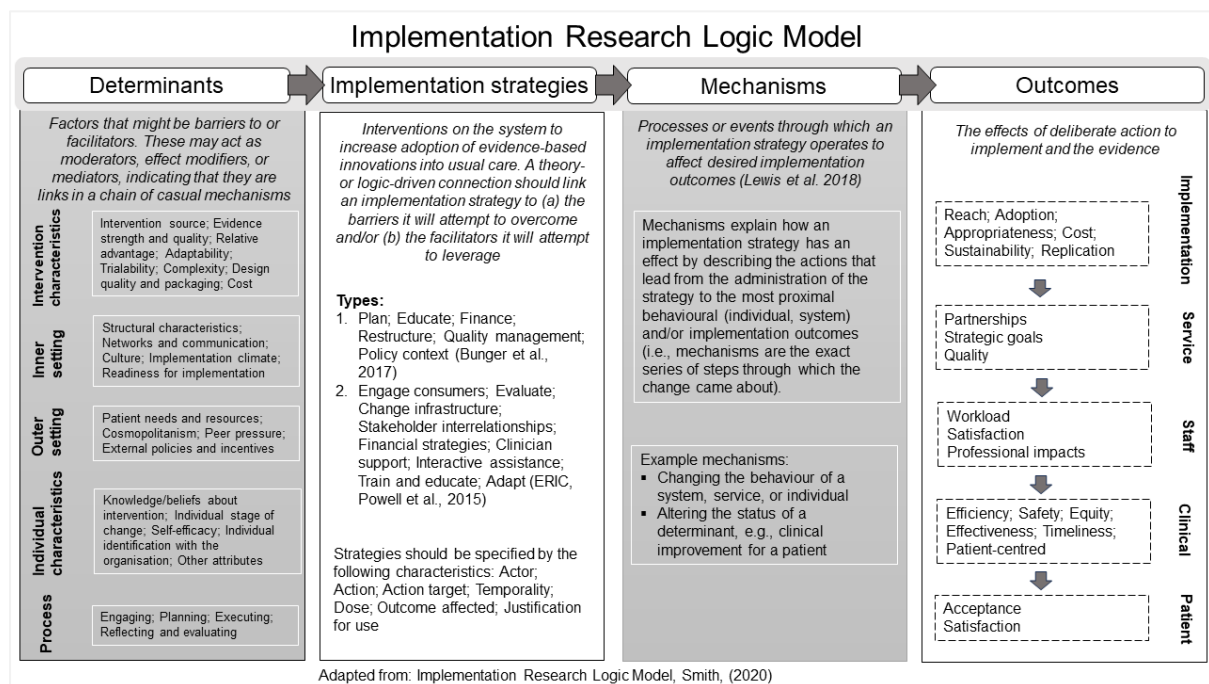 Implementation Research Logic Model
Determinants
Implementation strategies
Mechanisms
Outcomes
Factors that might be barriers to or
facilitators. These may act as
moderators, effect modifiers, or
mediators, indicating that they are
links in a chain of casual mechanisms
Intervention
characteristics
Intervention source; Evidence
strength and quality; Relative
advantage; Adaptability;
Trialability; Complexity; Design
quality and packaging; Cost
Inner
setting
Structural characteristics;
Networks and communication;
Culture; Implementation climate;
Readiness for implementation
Outer
setting
Patient needs and resources;
Cosmopolitanism; Peer pressure;
External policies and incentives
Individual
characteristics
Knowledge/beliefs about
intervention; Individual stage of
change; Self-efficacy; Individual
identification with the
organisation; Other attributes
Process
Engaging; Planning; Executing;
Reflecting and evaluating
Interventions on the system to
increase adoption of evidence-based
innovations into usual care. A theory-
or logic-driven connection should link
an implementation strategy to (a) the
barriers it will attempt to overcome
and/or (b) the facilitators it will attempt
to leverage
Types:
1. Plan; Educate; Finance;
Restructure; Quality management;
Policy context (Bunger et al.,
2017)
2. Engage consumers; Evaluate;
Change infrastructure;
Stakeholder interrelationships;
Financial strategies; Clinician
support; Interactive assistance;
Train and educate; Adapt (ERIC,
Powell et al., 2015)
Strategies should be specified by the
following characteristics: Actor;
Action; Action target; Temporality;
Dose; Outcome affected; Justification
for use
Processes or events through which an
implementation strategy operates to
affect desired implementation
outcomes (Lewis et al. 2018)
Mechanisms explain how an
implementation strategy has an
effect by describing the actions that
lead from the administration of the
strategy to the most proximal
behavioural (individual, system)
and/or implementation outcomes
(i.e., mechanisms are the exact
series of steps through which the
change came about).
Example mechanisms:
▪ Changing the behaviour of a
system, service, or individual
▪ Altering the status of a
determinant, e.g., clinical
improvement for a patient
The effects of deliberate action to
implement and the evidence
Reach; Adoption;
Appropriateness; Cost;
Sustainability; Replication
Implementation
Partnerships
Strategic goals
Quality
Service
Workload
Satisfaction
Professional impacts
Staff
Efficiency; Safety; Equity;
Effectiveness; Timeliness;
Patient-centred
Clinical
Acceptance
Satisfaction
Patient
Adapted from: Implementation Research Logic Model, Smith, (2020)